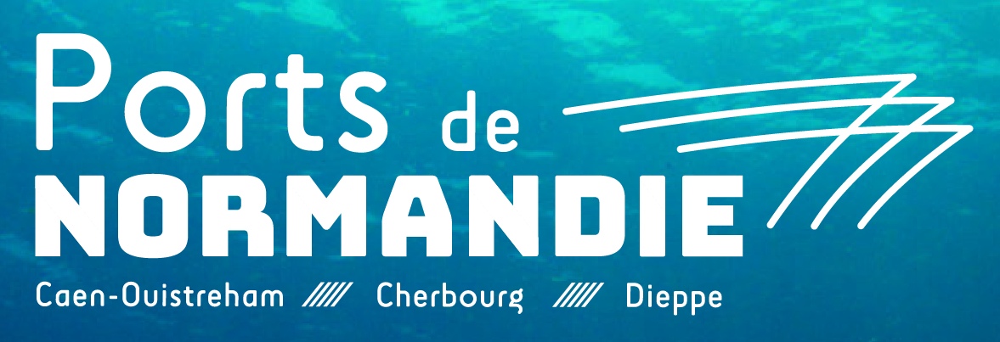 Ports de
NORMANDIE
Caen-Ouistreham ///// Cherbourg ///// Dieppe